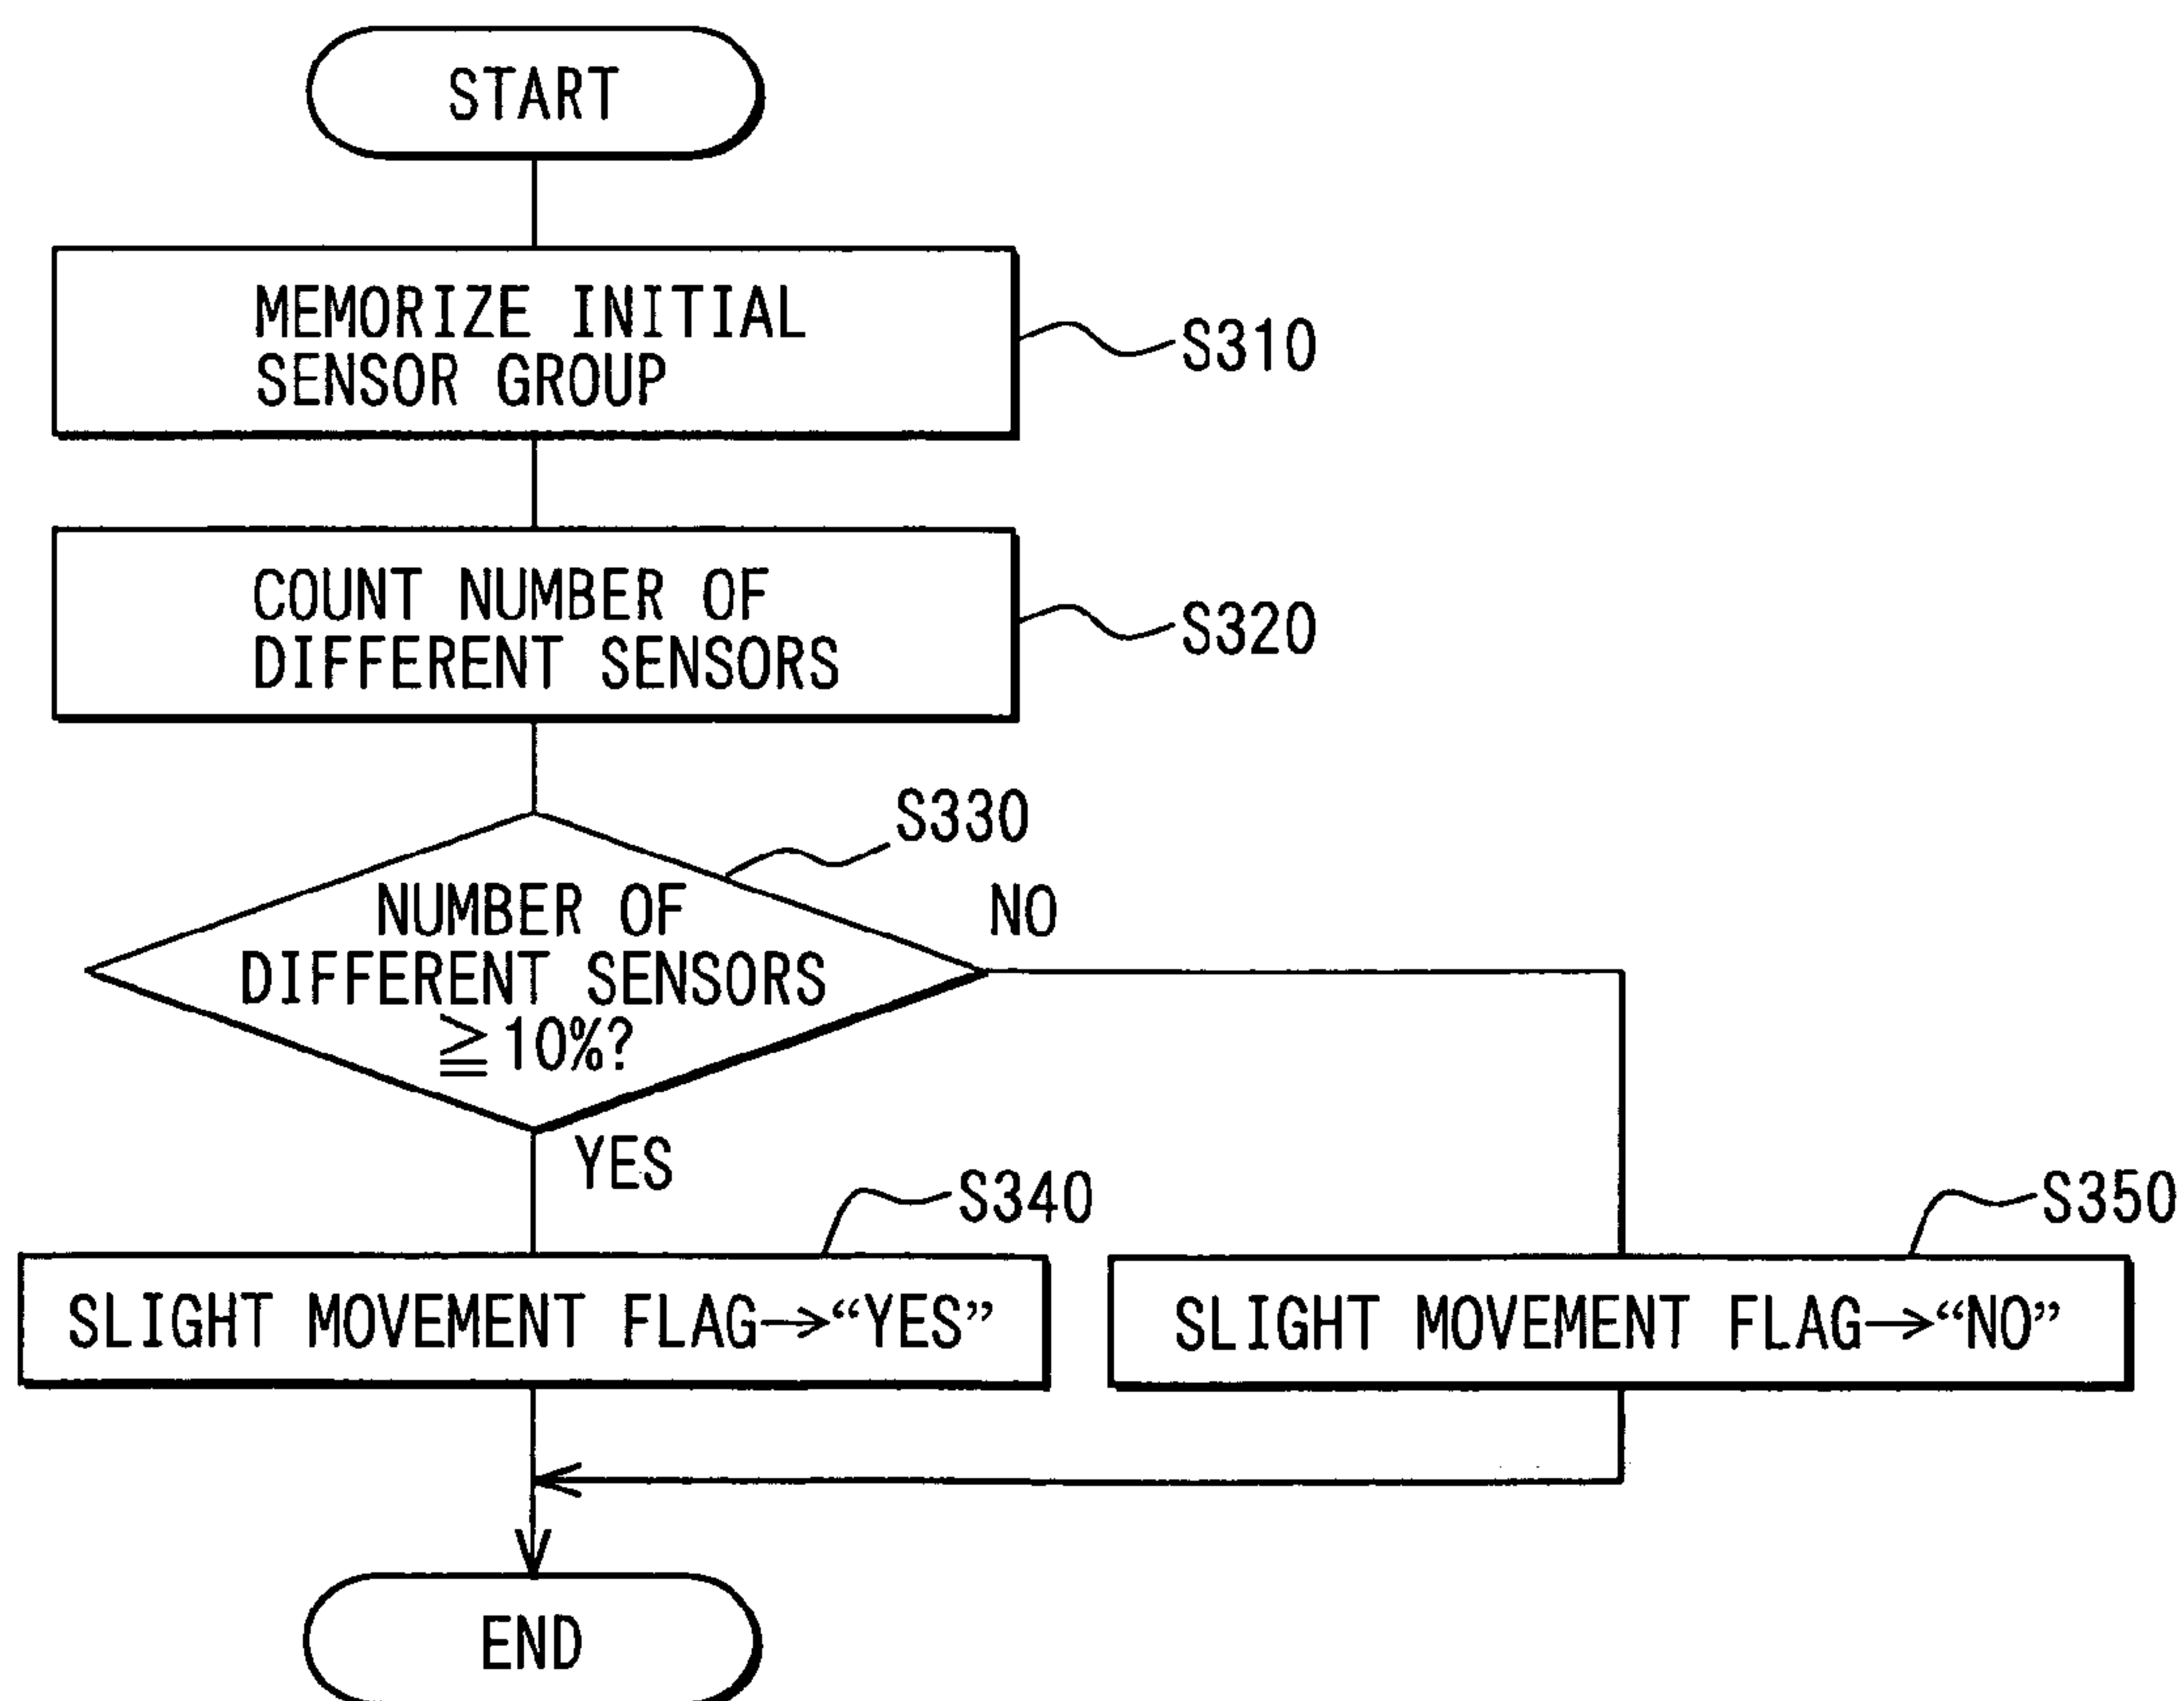 START
MEMORIZE INITIAL
SENSOR GROUP
S310
COUNT NUMBER OF
DIFFERENT SENSORS
S320
S330
NUMBER OF
DIFFERENT SENSORS
≧10%?
NO
YES
S340
SLIGHT MOVEMENT FLAG→“YES”
S350
SLIGHT MOVEMENT FLAG→“NO”
END